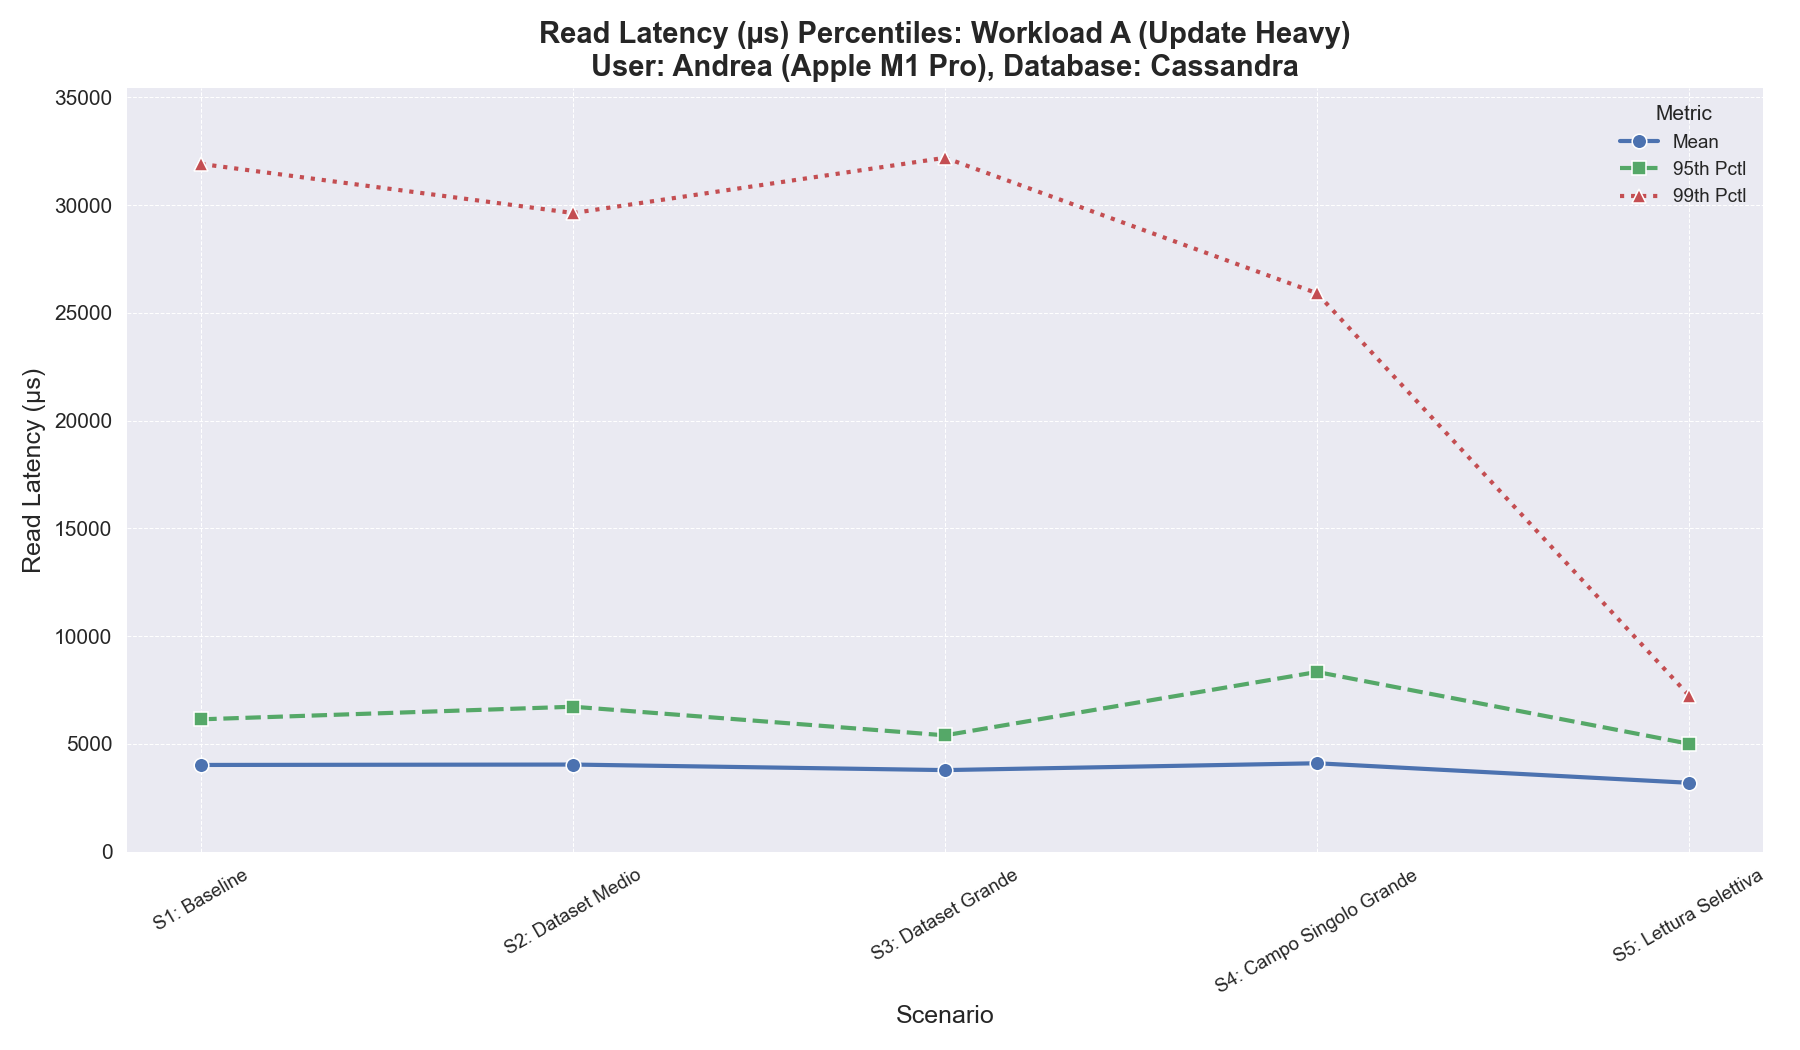 Read Latency (µs) Percentiles: Workload A (Update Heavy)
User: Andrea (Apple M1 Pro), Database: Cassandra
Read Latency (µs)
35000
30000
25000
20000
15000
10000
5000
0
Metric
Mean
95th Pctl
99th Pctl
S1: Baseline
S2: Dataset Medio
S3: Dataset Grande
S4: Campo Singolo Grande
S5: Lettura Selettiva
Scenario